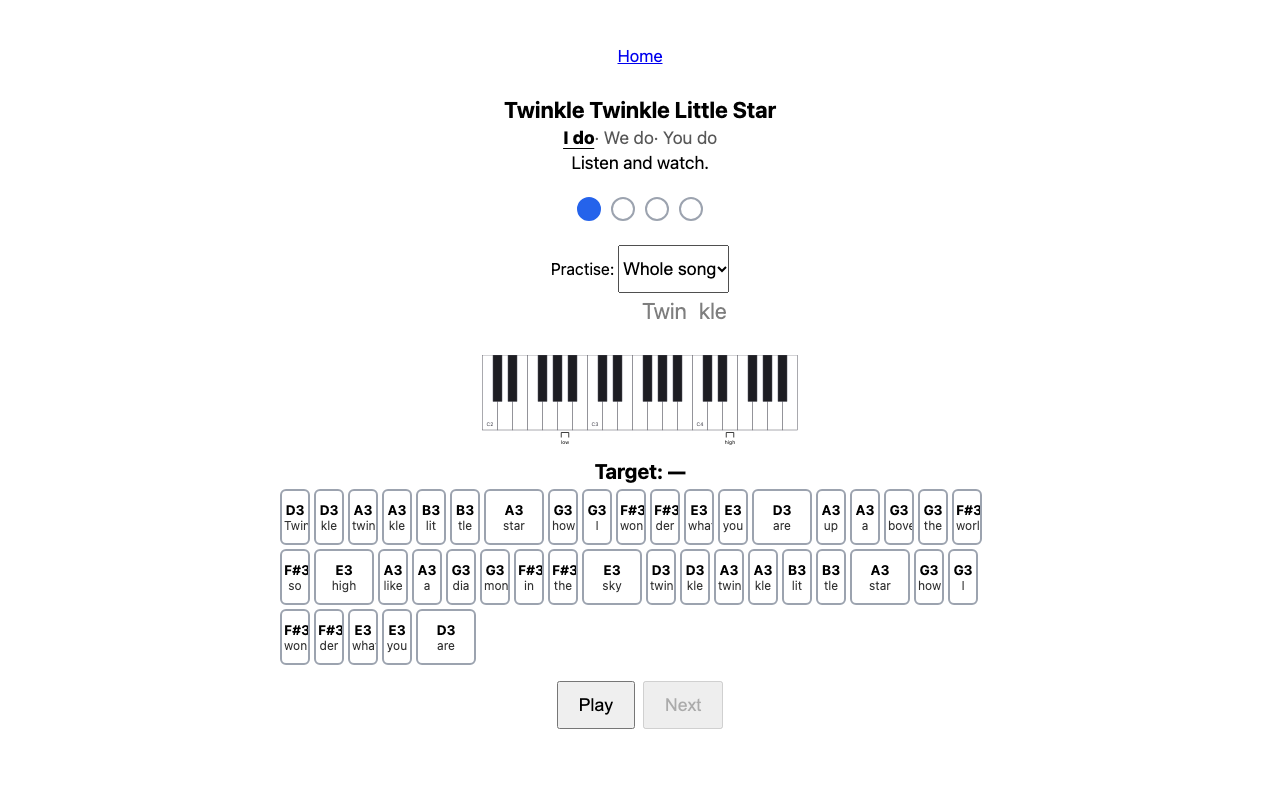 Home
Twinkle Twinkle Little Star
I do· We do· You do
Listen and watch.
Practise: Whole song
Twin kle
C2 C3 C4
low high
Target: —
D3 D3 A3 A3 B3 B3 A3 G3 G3 F#3 F#3 E3 E3 D3 A3 A3 G3 G3 F#3
Twin kle twin kle lit tle star how I won der what you are up a bove the worl
F#3 E3 A3 A3 G3 G3 F#3 F#3 E3 D3 D3 A3 A3 B3 B3 A3 G3 G3
so high like a dia mon in the sky twin kle twin kle lit tle star how I
F#3 F#3 E3 E3 D3
won der what you are
Play Next